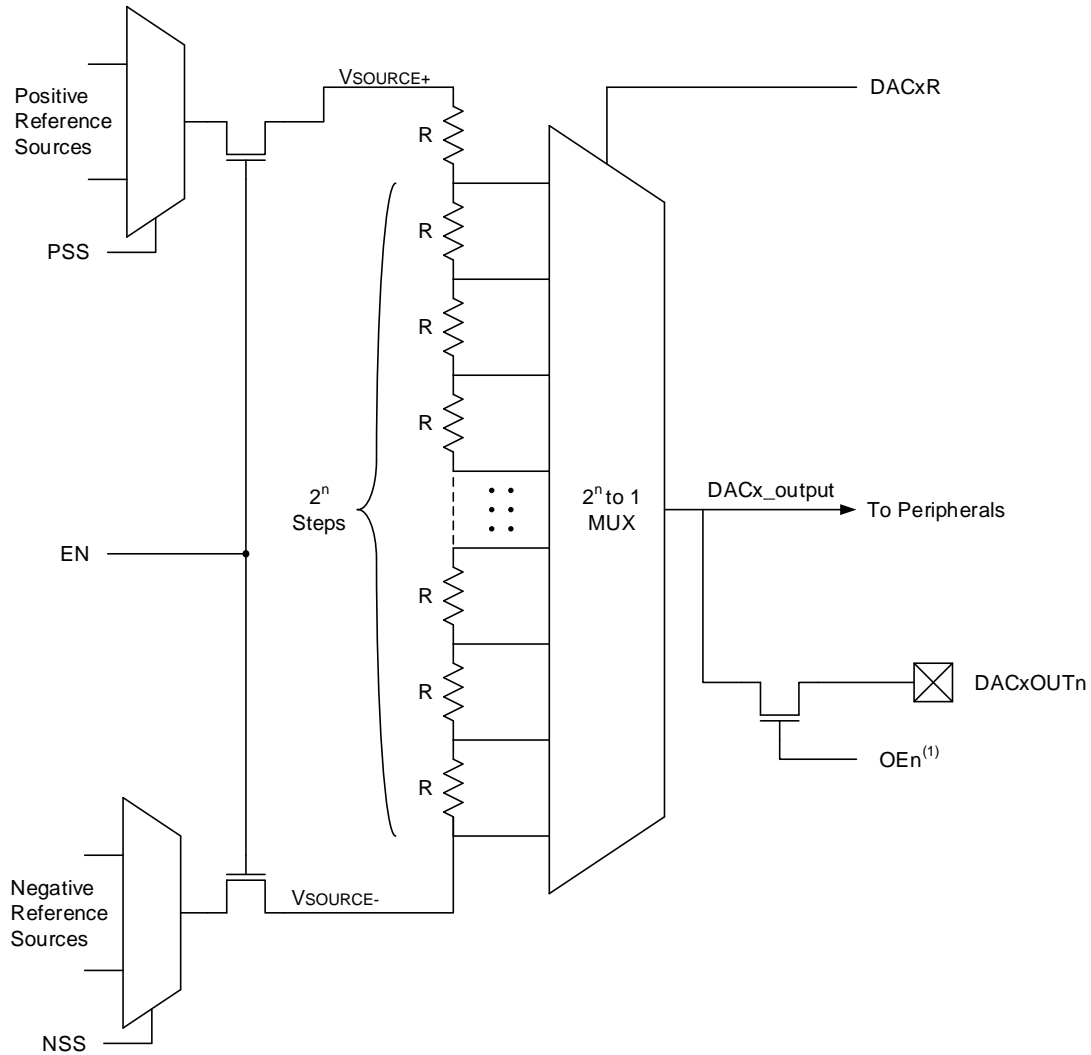 VSOURCE+
DACxR
Positive
Reference
Sources
R
R
PSS
R
R
2ⁿ
Steps
2ⁿ to 1
MUX
DACx_output
To Peripherals
EN
R
R
DACxOUTn
OEn⁽¹⁾
R
Negative
Reference
Sources
VSOURCE-
NSS